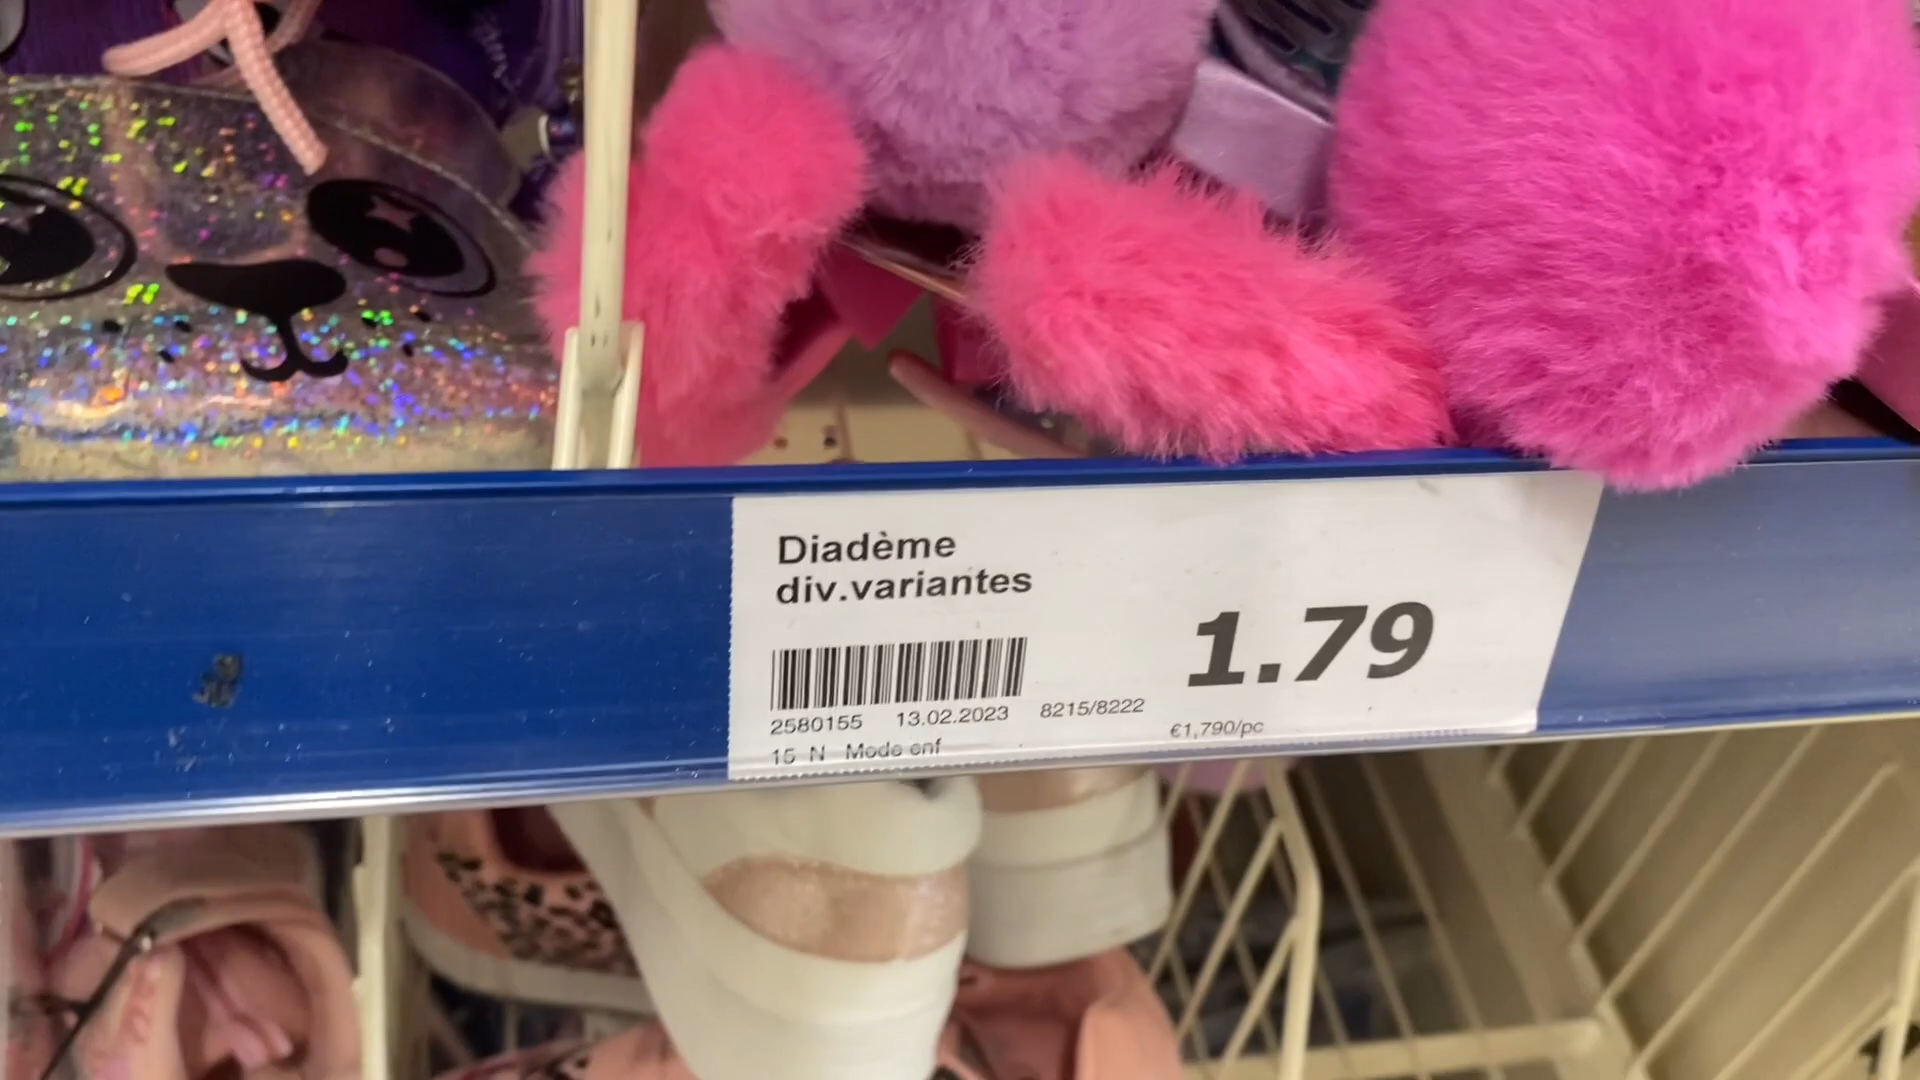 Diadème
div.variantes
1.79
2580155 13.02.2023 8215/8222
€1,790/pc
15 N Mode enf